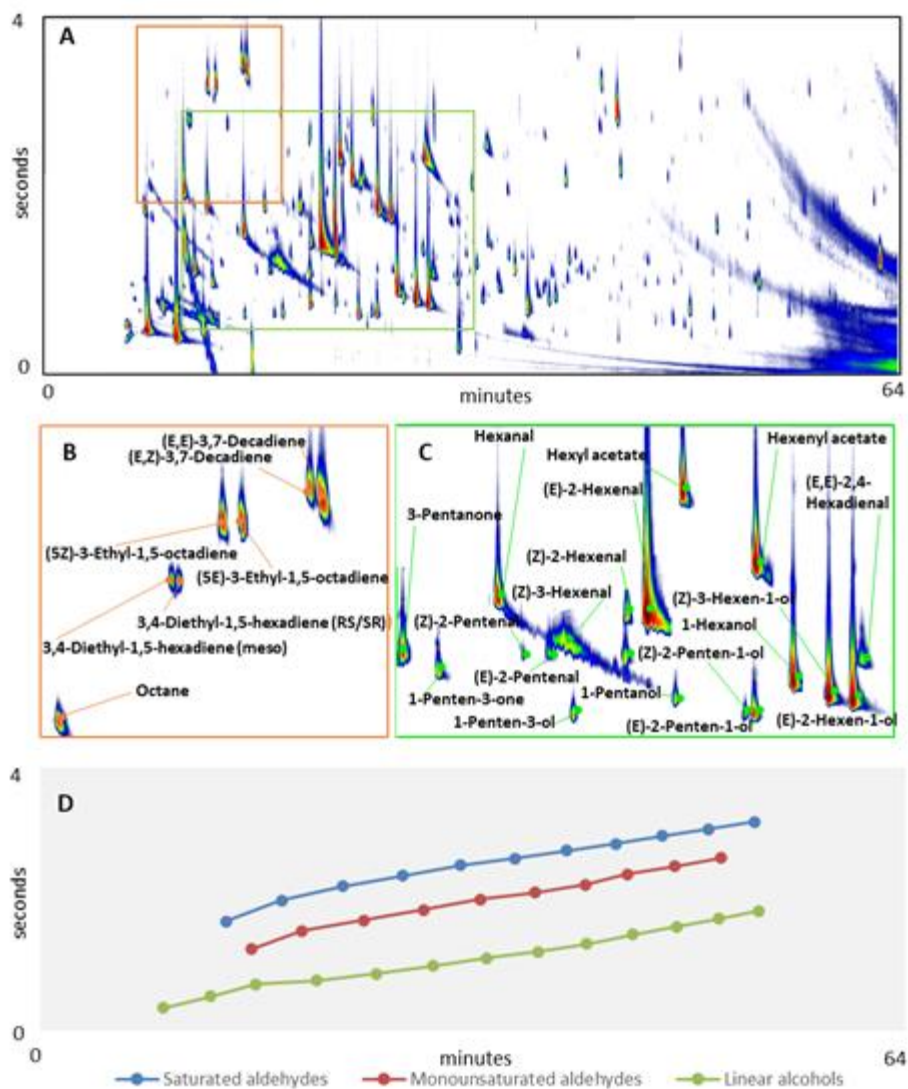 4
A
seconds
0
0
minutes
64
B
(E,E)-3,7-Decadiene
(E,Z)-3,7-Decadiene
(5Z)-3-Ethyl-1,5-octadiene
(5E)-3-Ethyl-1,5-octadiene
3,4-Diethyl-1,5-hexadiene (RS/SR)
3,4-Diethyl-1,5-hexadiene (meso)
Octane
C
Hexanal
Hexyl acetate
Hexenyl acetate
(E)-2-Hexenal
(E,E)-2,4-
Hexadienal
3-Pentanone
(Z)-2-Hexenal
(Z)-3-Hexenal
(Z)-3-Hexen-1-ol
(Z)-2-Pentenal
1-Hexanol
(Z)-2-Penten-1-ol
(E)-2-Pentenal
1-Penten-3-one
1-Pentanol
1-Penten-3-ol
(E)-2-Penten-1-ol
(E)-2-Hexen-1-ol
4
D
seconds
0
0
minutes
64
Saturated aldehydes
Monounsaturated aldehydes
Linear alcohols